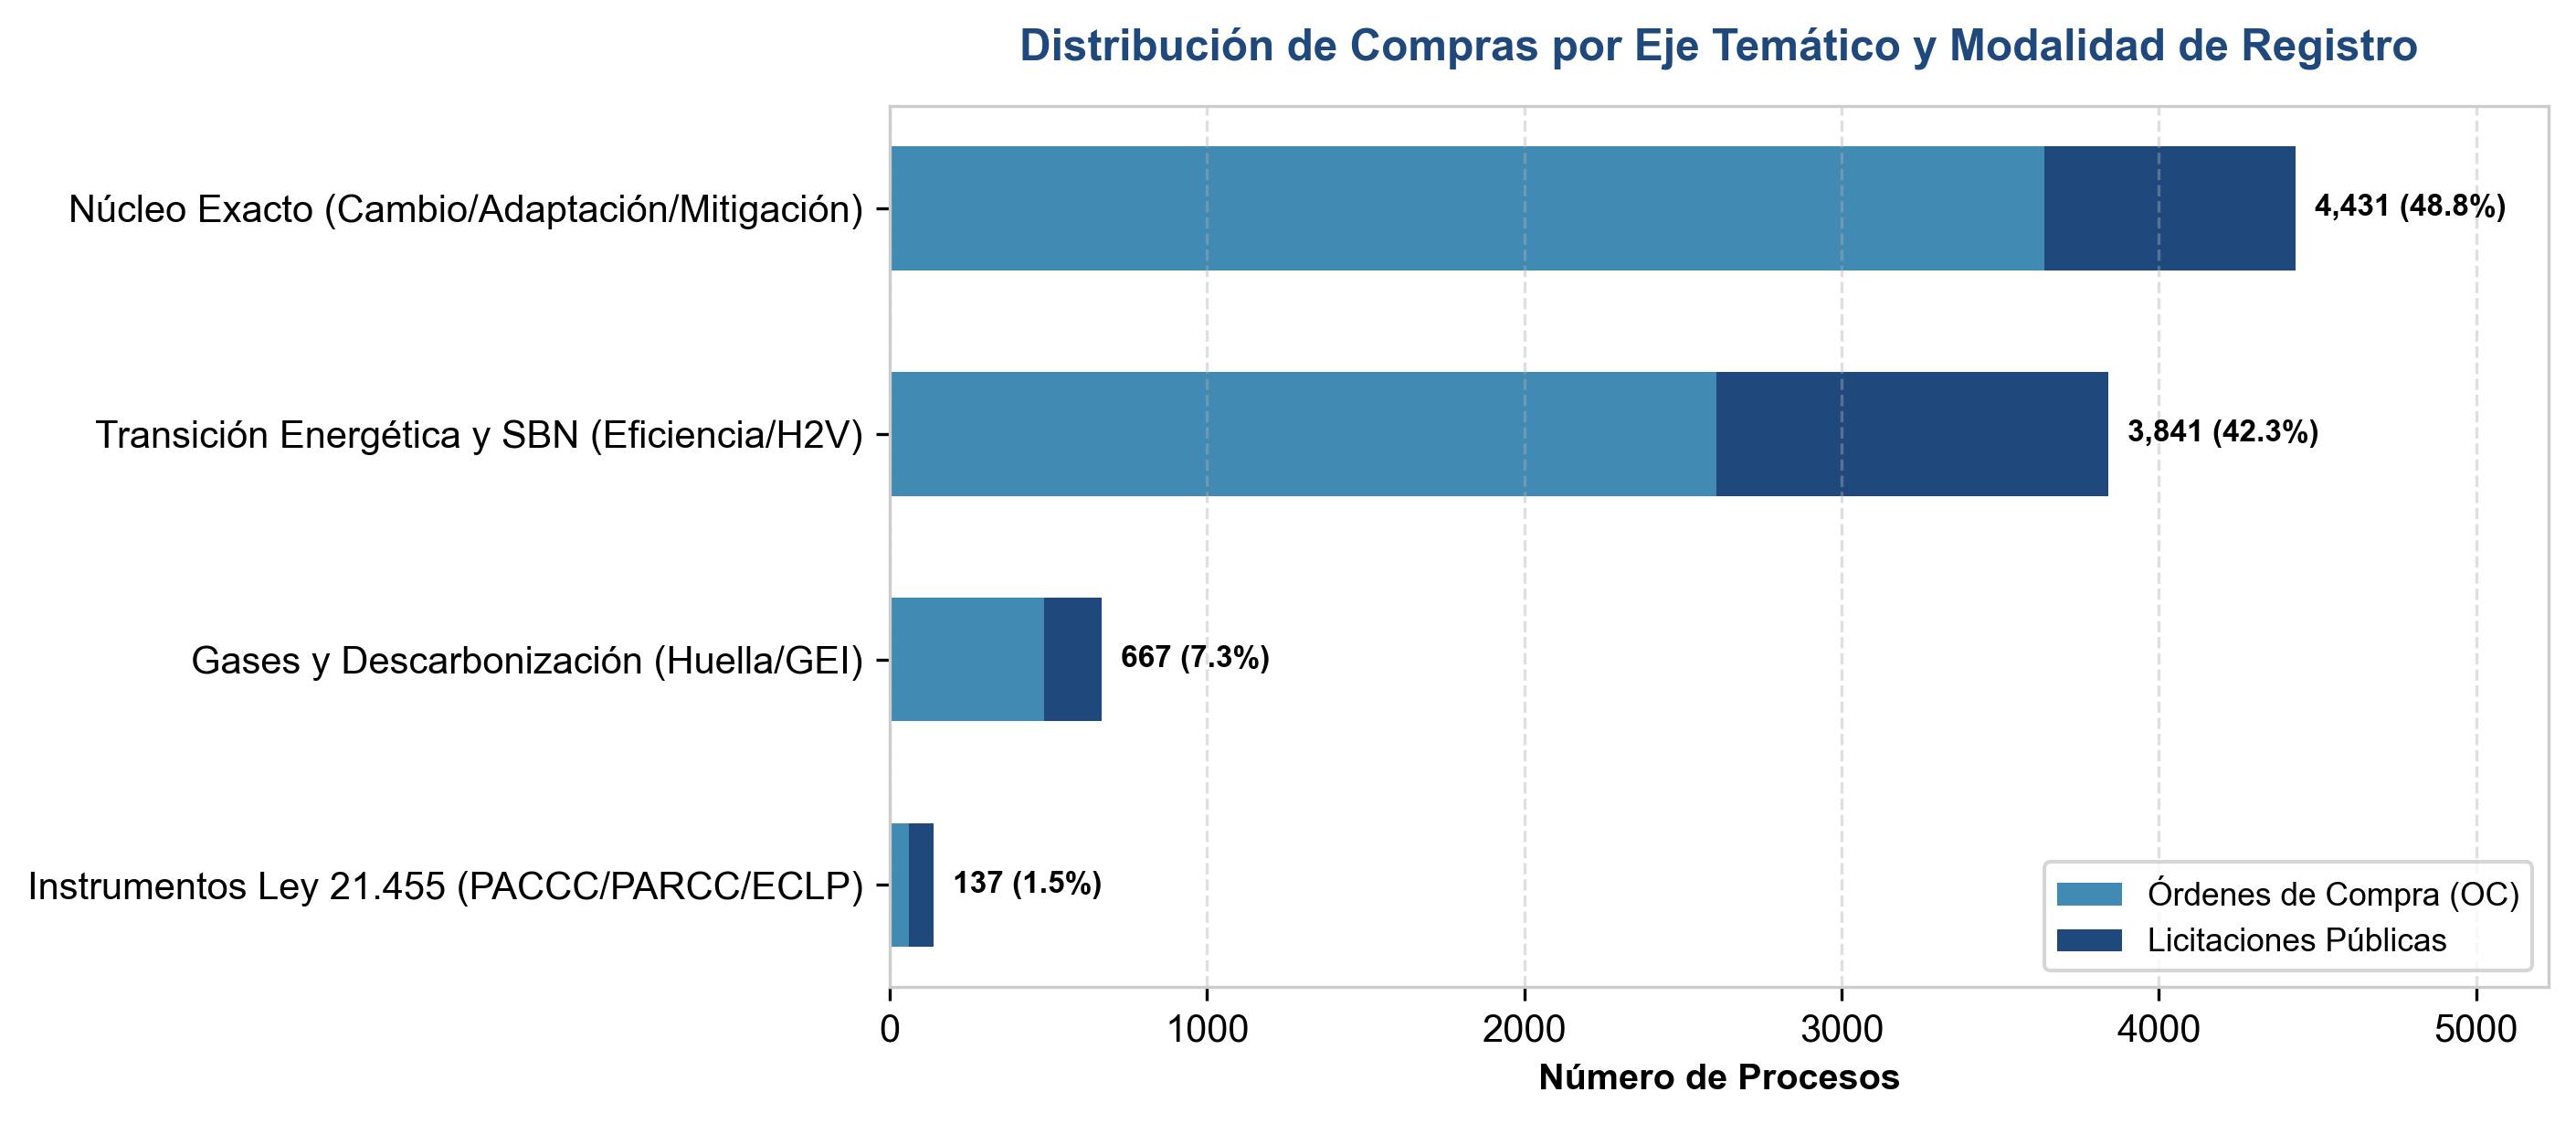 Distribución de Compras por Eje Temático y Modalidad de Registro
Núcleo Exacto (Cambio/Adaptación/Mitigación)
4,431 (48.8%)
Transición Energética y SBN (Eficiencia/H2V)
3,841 (42.3%)
Gases y Descarbonización (Huella/GEI)
667 (7.3%)
Instrumentos Ley 21.455 (PACCC/PARCC/ECLP)
137 (1.5%)
Órdenes de Compra (OC)
Licitaciones Públicas
0 1000 2000 3000 4000 5000
Número de Procesos